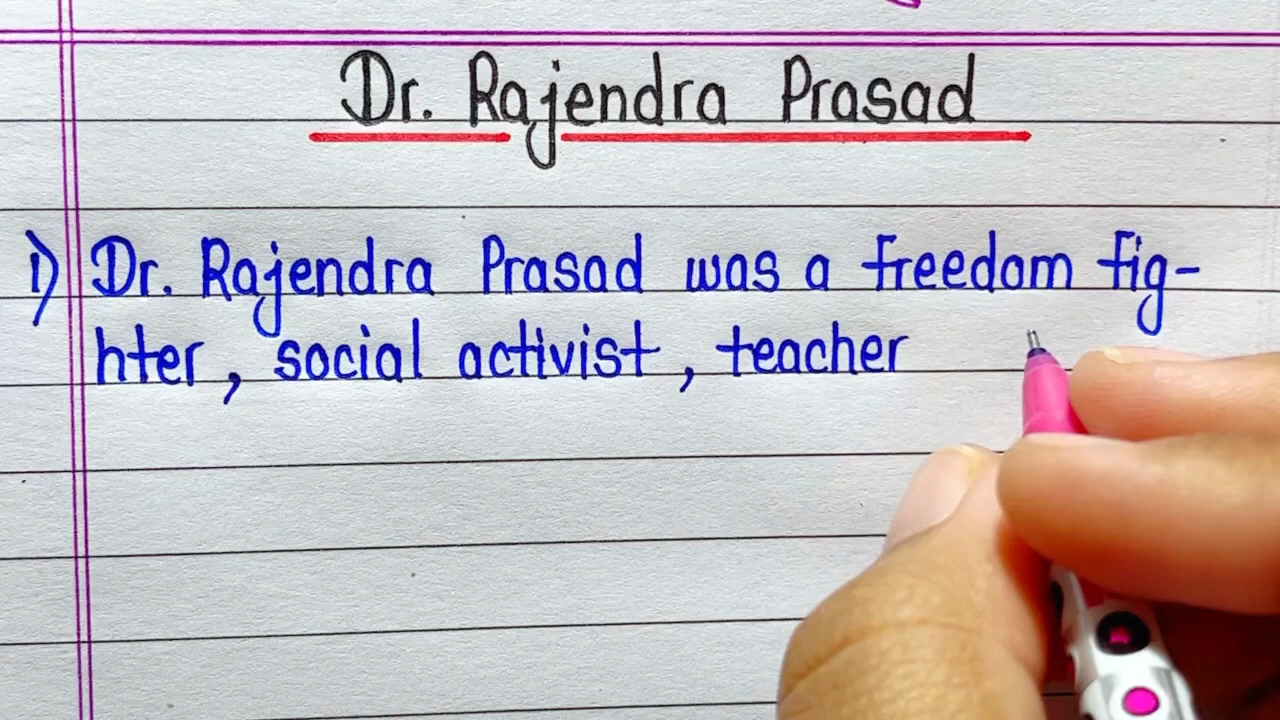 Dr. Rajendra Prasad
1) Dr. Rajendra Prasad was a freedom fig-
hter, social activist, teacher